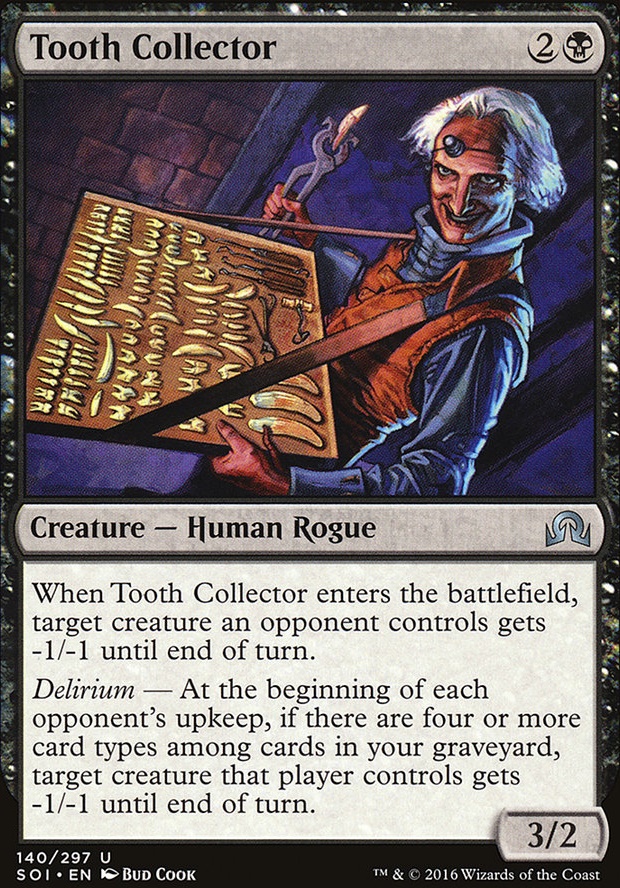 Tooth Collector 2
Creature — Human Rogue
When Tooth Collector enters the battlefield,
target creature an opponent controls gets
-1/-1 until end of turn.
Delirium — At the beginning of each
opponent's upkeep, if there are four or more
card types among cards in your graveyard,
target creature that player controls gets
-1/-1 until end of turn.
3/2
140/297 U
SOI • EN Bud Cook
™ & © 2016 Wizards of the Coast